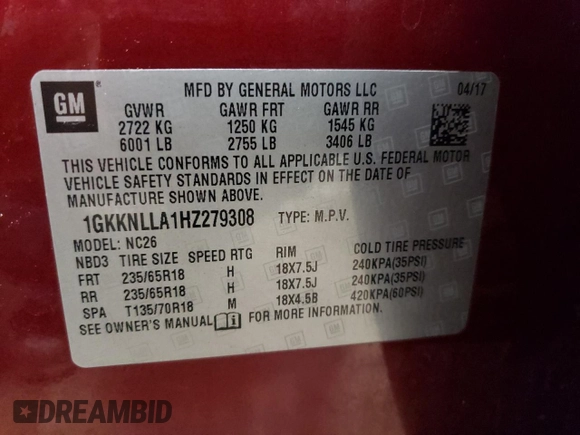 GM
MFD BY GENERAL MOTORS LLC 04/17
GVWR GAWR FRT GAWR RR
2722 KG 1250 KG 1545 KG
6001 LB 2755 LB 3406 LB
THIS VEHICLE CONFORMS TO ALL APPLICABLE U.S. FEDERAL MOTOR
VEHICLE SAFETY STANDARDS IN EFFECT ON THE DATE OF
MANUFACTURE SHOWN ABOVE.
1GKKNLLA1HZ279308 TYPE: M.P.V.
MODEL: NC26
NBD3 TIRE SIZE SPEED RTG RIM COLD TIRE PRESSURE
FRT 235/65R18 H 18X7.5J 240KPA(35PSI)
RR 235/65R18 H 18X7.5J 240KPA(35PSI)
SPA T135/70R18 M 18X4.5B 420KPA(60PSI)
SEE OWNER'S MANUAL FOR MORE INFORMATION.
DREAMBID